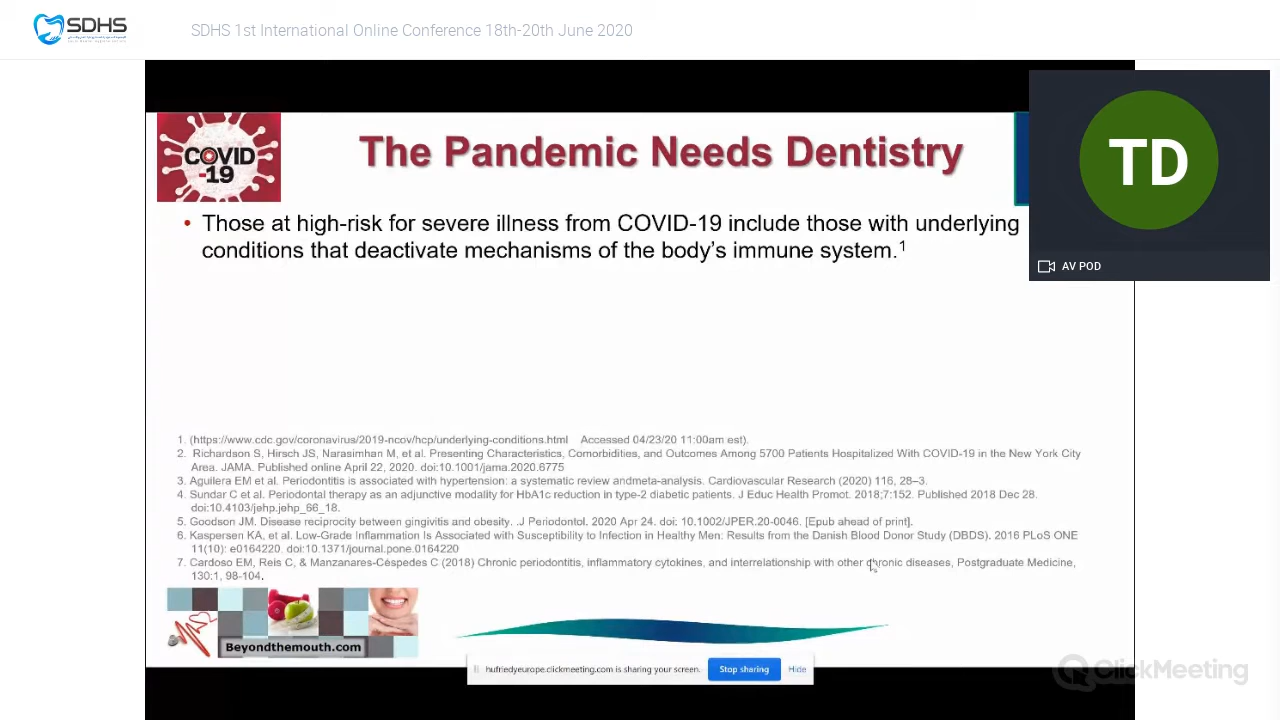 SDHS
SDHS 1st International Online Conference 18th-20th June 2020
COVID
-19
The Pandemic Needs Dentistry
TD
AV POD
• Those at high-risk for severe illness from COVID-19 include those with underlying
conditions that deactivate mechanisms of the body's immune system.1
1. (https://www.cdc.gov/coronavirus/2019-ncov/hcp/underlying-conditions.html Accessed 04/23/20 11:00am est).
2. Richardson S, Hirsch JS, Narasimhan M, et al. Presenting Characteristics, Comorbidities, and Outcomes Among 5700 Patients Hospitalized With COVID-19 in the New York City
Area. JAMA. Published online April 22, 2020. doi:10.1001/jama.2020.6775
3. Aguilera EM et al. Periodontitis is associated with hypertension: a systematic review andmeta-analysis. Cardiovascular Research (2020) 116, 28–3.
4. Sundar C et al. Periodontal therapy as an adjunctive modality for HbA1c reduction in type-2 diabetic patients. J Educ Health Promot. 2018;7:152. Published 2018 Dec 28.
doi:10.4103/jehp.jehp_66_18.
5. Goodson JM. Disease reciprocity between gingivitis and obesity. .J Periodontol. 2020 Apr 24. doi: 10.1002/JPER.20-0046. [Epub ahead of print].
6. Kaspersen KA, et al. Low-Grade Inflammation Is Associated with Susceptibility to Infection in Healthy Men: Results from the Danish Blood Donor Study (DBDS). 2016 PLoS ONE
11(10): e0164220. doi:10.1371/journal.pone.0164220
7. Cardoso EM, Reis C, & Manzanares-Céspedes C (2018) Chronic periodontitis, inflammatory cytokines, and interrelationship with other chronic diseases, Postgraduate Medicine,
130:1, 98-104.
Beyondthemouth.com
hufriedyeurope.clickmeeting.com is sharing your screen.
Stop sharing
Hide
ClickMeeting